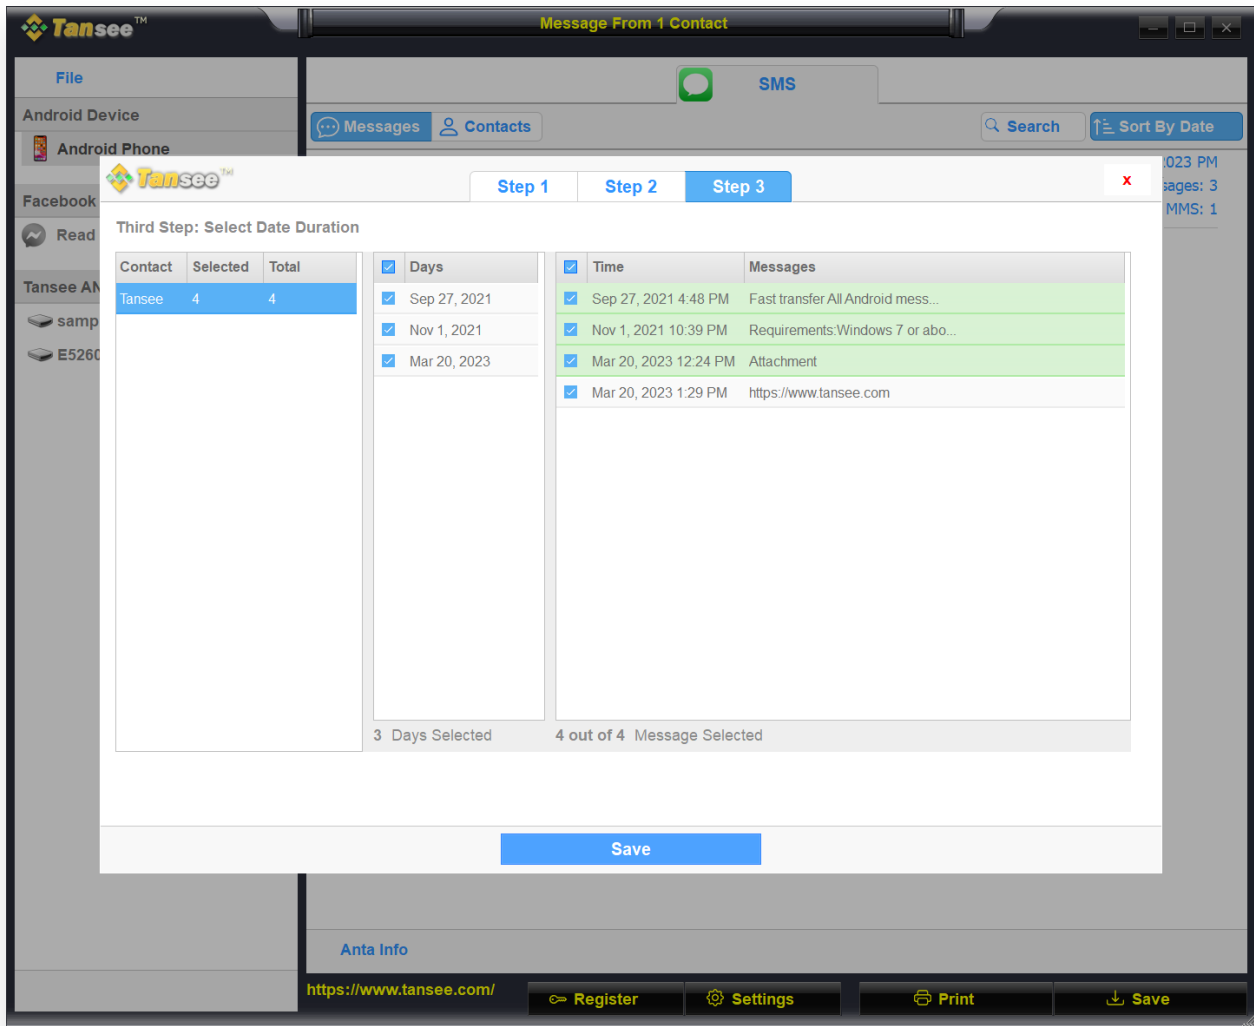 Tansee™
Message From 1 Contact
File
SMS
Android Device
Messages
Contacts
Search
Sort By Date
Android Phone
2023 PM
Tansee™
Step 1
Step 2
Step 3
x
sages: 3
Facebook
MMS: 1
Read
Third Step: Select Date Duration
Contact Selected Total
Days
Time Messages
Tansee AN
Tansee 4 4
Sep 27, 2021
Sep 27, 2021 4:48 PM Fast transfer All Android mess...
samp
Nov 1, 2021
Nov 1, 2021 10:39 PM Requirements:Windows 7 or abo...
E5260
Mar 20, 2023
Mar 20, 2023 12:24 PM Attachment
Mar 20, 2023 1:29 PM https://www.tansee.com
3 Days Selected
4 out of 4 Message Selected
Save
Anta Info
https://www.tansee.com/
Register
Settings
Print
Save